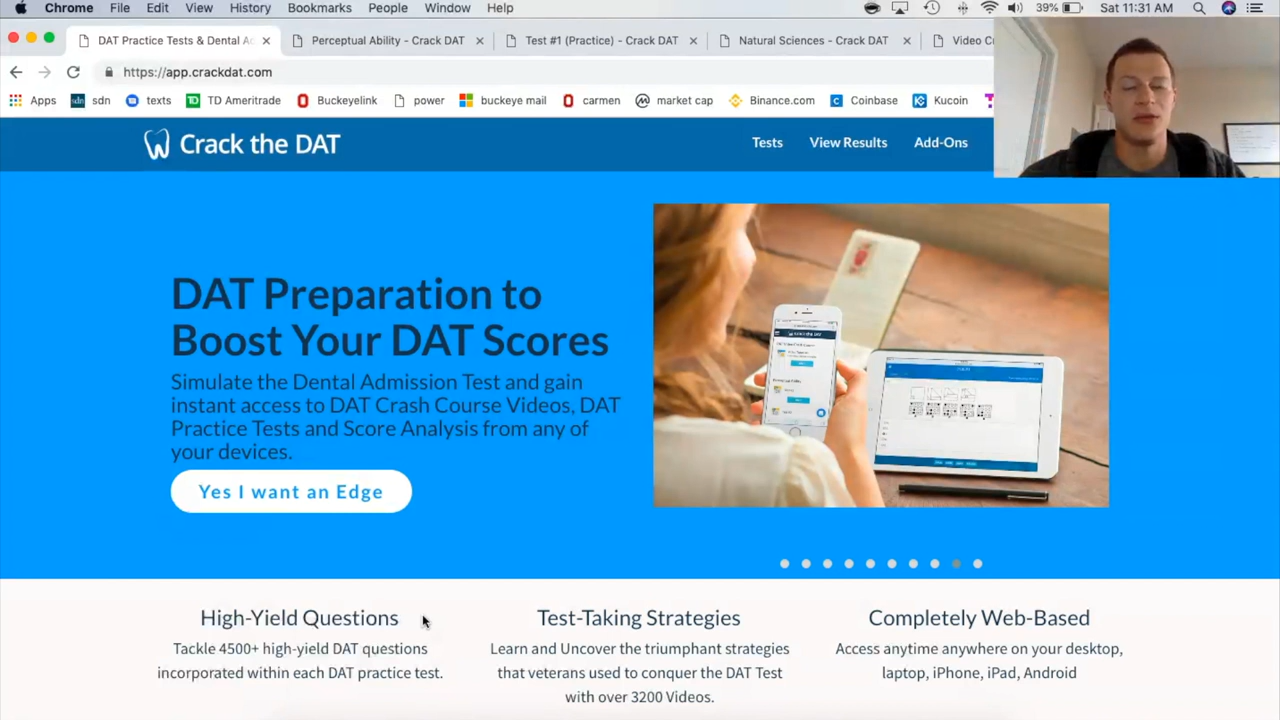 Chrome File Edit View History Bookmarks People Window Help 39% Sat 11:31 AM
DAT Practice Tests & Dental A Perceptual Ability - Crack DAT Test #1 (Practice) - Crack DAT Natural Sciences - Crack DAT Video C
https://app.crackdat.com
Apps sdn texts TD Ameritrade Buckeyelink power buckeye mail carmen market cap Binance.com Coinbase Kucoin
Crack the DAT Tests View Results Add-Ons
DAT Preparation to
Boost Your DAT Scores
Simulate the Dental Admission Test and gain
instant access to DAT Crash Course Videos, DAT
Practice Tests and Score Analysis from any of
your devices.
Yes I want an Edge
High-Yield Questions
Tackle 4500+ high-yield DAT questions
incorporated within each DAT practice test.
Test-Taking Strategies
Learn and Uncover the triumphant strategies
that veterans used to conquer the DAT Test
with over 3200 Videos.
Completely Web-Based
Access anytime anywhere on your desktop,
laptop, iPhone, iPad, Android